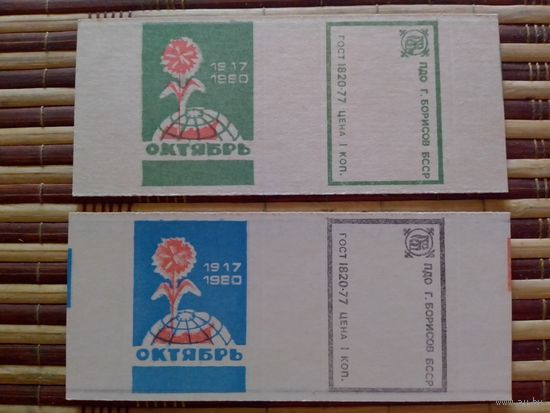 1917
1980
ОКТЯБРЬ
ПДО Г. БОРИСОВ БССР
ГОСТ 1820-77 ЦЕНА 1 КОП.
1917
1980
ОКТЯБРЬ
ПДО Г. БОРИСОВ БССР
ГОСТ 1820-77 ЦЕНА 1 КОП.